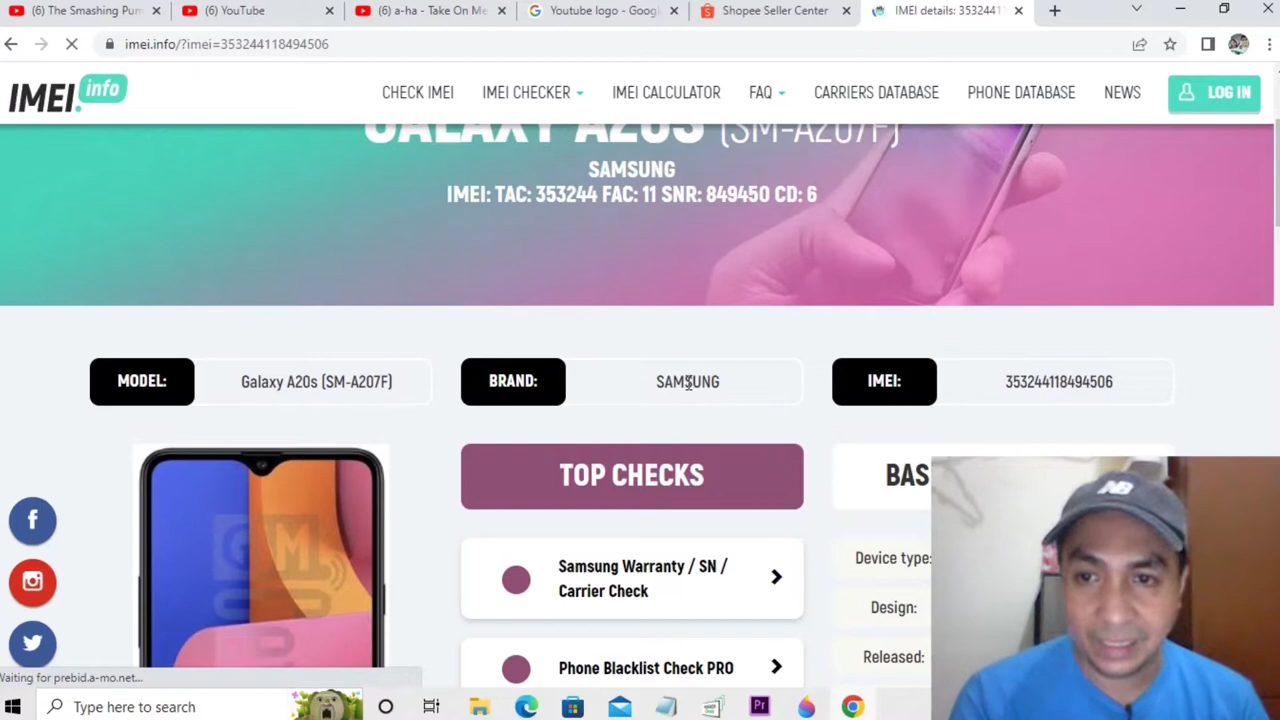 (6) The Smashing Pum
(6) YouTube
(6) a-ha - Take On Me
Youtube logo - Googl
Shopee Seller Center
IMEI details: 35324411
imei.info/?imei=353244118494506
IMEI.info
CHECK IMEI
IMEI CHECKER
IMEI CALCULATOR
FAQ
CARRIERS DATABASE
PHONE DATABASE
NEWS
LOG IN
GALAXY A20S (SM-A207F)
SAMSUNG
IMEI: TAC: 353244 FAC: 11 SNR: 849450 CD: 6
MODEL:
Galaxy A20s (SM-A207F)
BRAND:
SAMSUNG
IMEI:
353244118494506
TOP CHECKS
BAS
Samsung Warranty / SN /
Carrier Check
Device type:
Design:
Released:
Phone Blacklist Check PRO
Waiting for prebid.a-mo.net...
Type here to search
Pr
NB